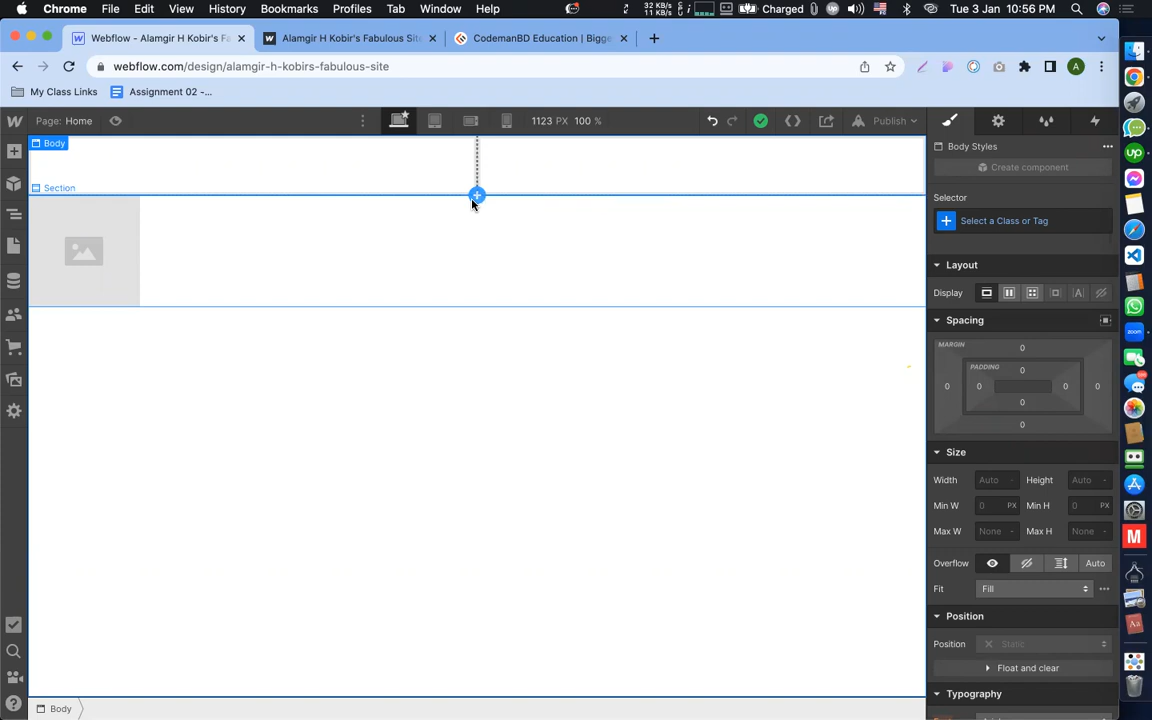 Chrome File Edit View History Bookmarks Profiles Tab Window Help 32 KB/s 11 KB/s Charged Tue 3 Jan 10:56 PM
Webflow - Alamgir H Kobir's Fa Alamgir H Kobir's Fabulous Site CodemanBD Education | Bigge
webflow.com/design/alamgir-h-kobirs-fabulous-site A
My Class Links Assignment 02 -...
Page: Home 1123 PX 100 % Publish
Body
Section
Body Styles
Create component
Selector
Select a Class or Tag
Layout
Display A
Spacing
MARGIN
0
PADDING
0
0 0 0 0
0
0
Size
Width Auto - Height Auto -
Min W 0 PX Min H 0 PX
Max W None - Max H None -
Overflow Auto
Fit Fill
Position
Position Static
Float and clear
Typography
Body